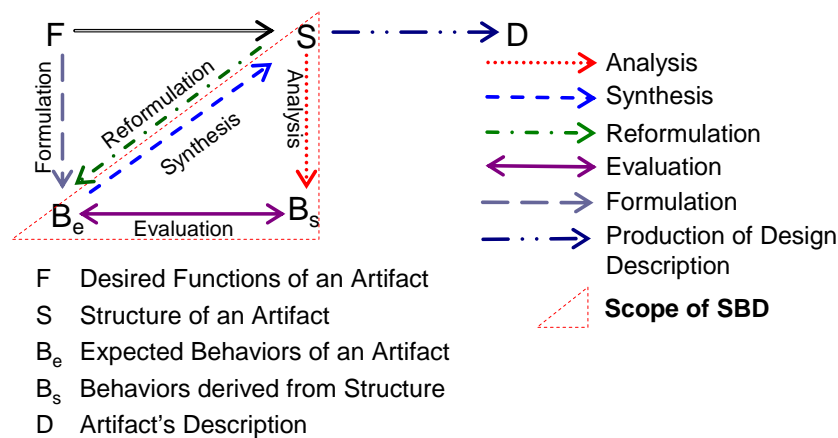 F
S
D
Formulation
Reformulation
Synthesis
Analysis
Be
Evaluation
Bs
Analysis
Synthesis
Reformulation
Evaluation
Formulation
Production of Design
Description
Scope of SBD
F Desired Functions of an Artifact
S Structure of an Artifact
Be Expected Behaviors of an Artifact
Bs Behaviors derived from Structure
D Artifact's Description